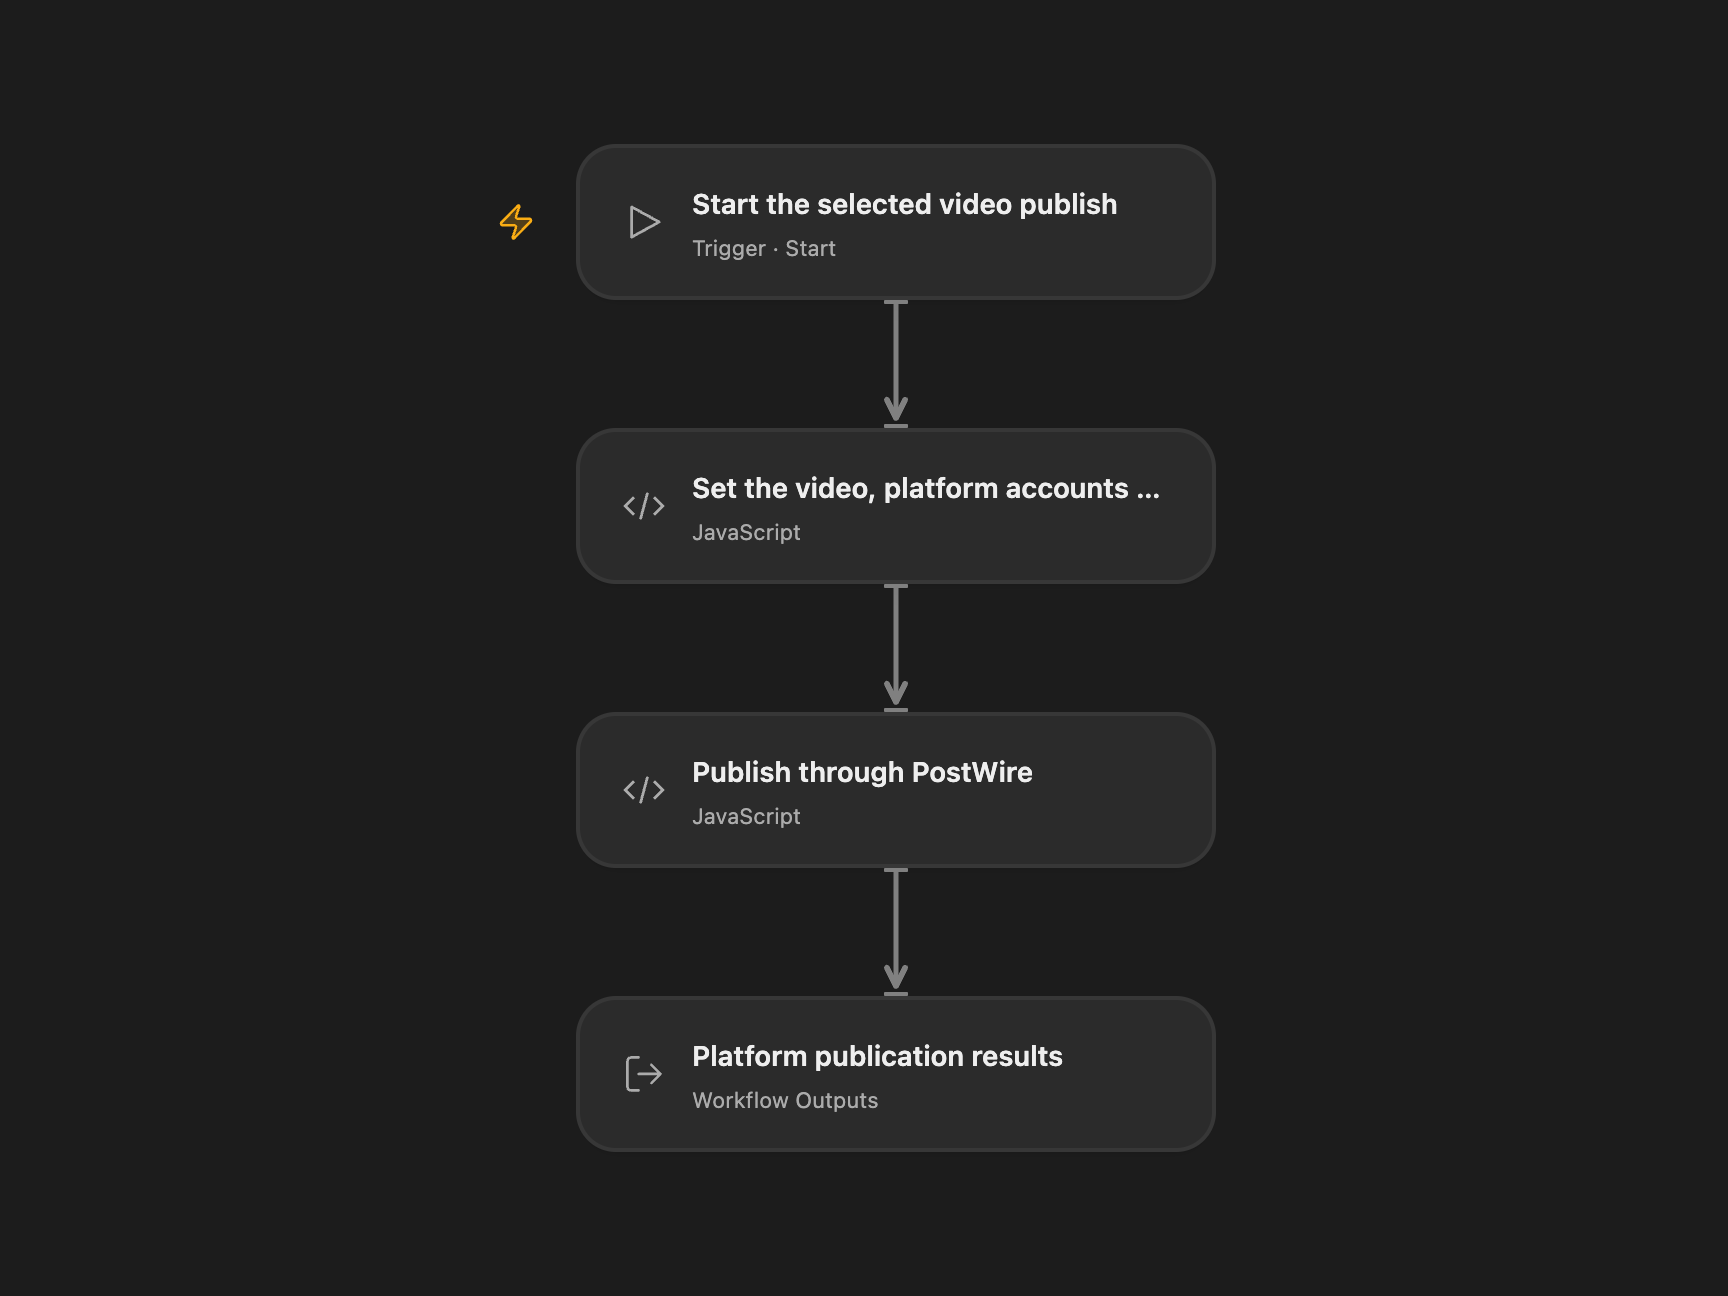 Start the selected video publish
Trigger · Start
Set the video, platform accounts ...
JavaScript
Publish through PostWire
JavaScript
Platform publication results
Workflow Outputs